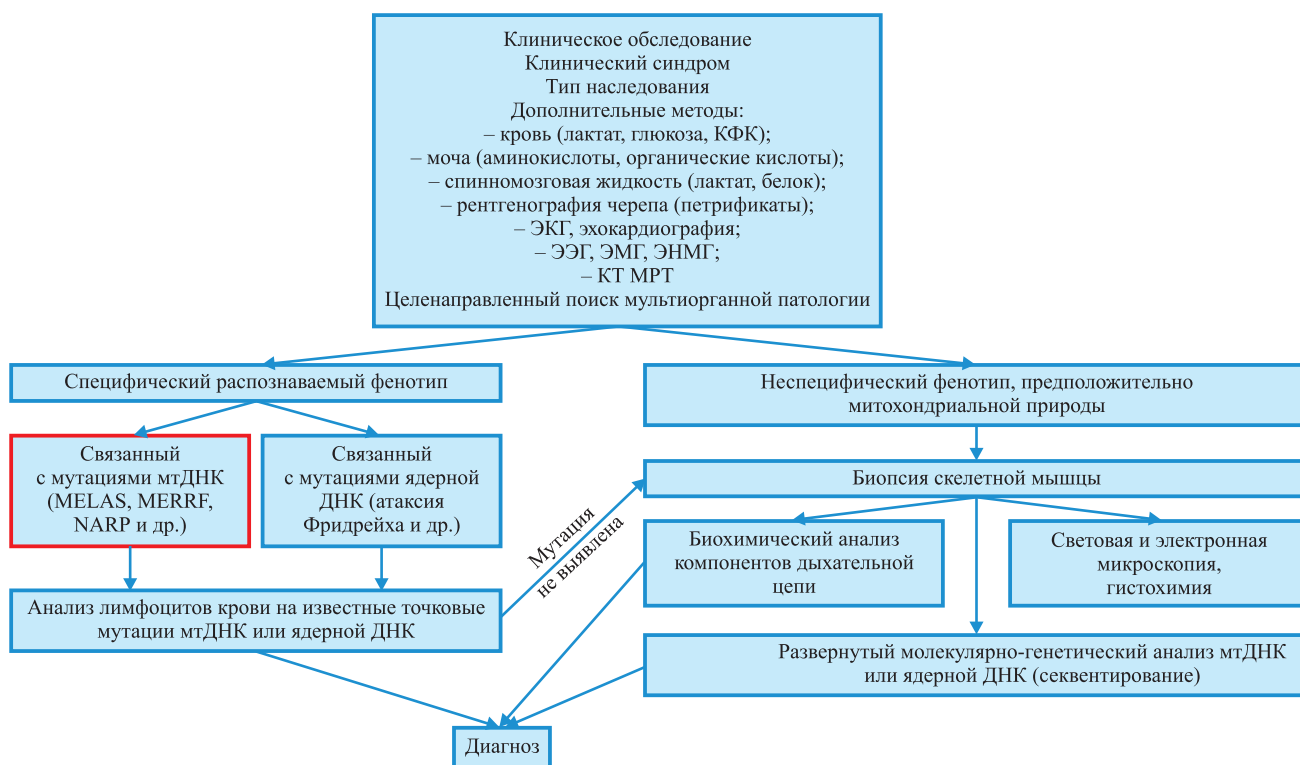 Клиническое обследование
Клинический синдром
Тип наследования
Дополнительные методы:
– кровь (лактат, глюкоза, КФК);
– моча (аминокислоты, органические кислоты);
– спинномозговая жидкость (лактат, белок);
– рентгенография черепа (петрификаты);
– ЭКГ, эхокардиография;
– ЭЭГ, ЭМГ, ЭНМГ;
– КТ МРТ
Целенаправленный поиск мультиорганной патологии
Специфический распознаваемый фенотип
Неспецифический фенотип, предположительно
митохондриальной природы
Связанный
с мутациями мтДНК
(MELAS, MERRF,
NARP и др.)
Связанный
с мутациями ядерной
ДНК (атаксия
Фридрейха и др.)
Биопсия скелетной мышцы
Мутация
не выявлена
Биохимический анализ
компонентов дыхательной
цепи
Световая и электронная
микроскопия,
гистохимия
Анализ лимфоцитов крови на известные точковые
мутации мтДНК или ядерной ДНК
Развернутый молекулярно-генетический анализ мтДНК
или ядерной ДНК (секвентирование)
Диагноз